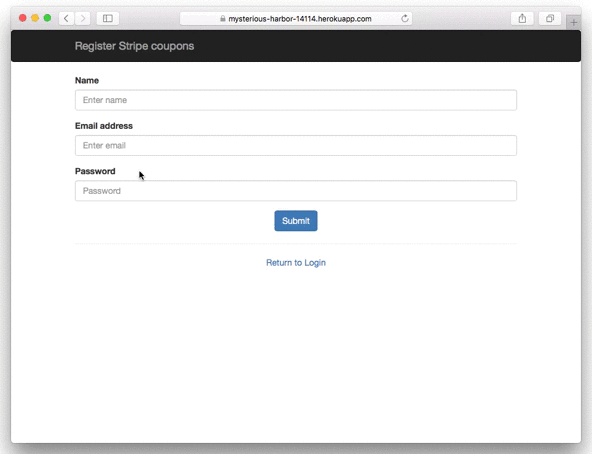 mysterious-harbor-14114.herokuapp.com
Register Stripe coupons
Name
Enter name
Email address
Enter email
Password
Password
Submit
Return to Login